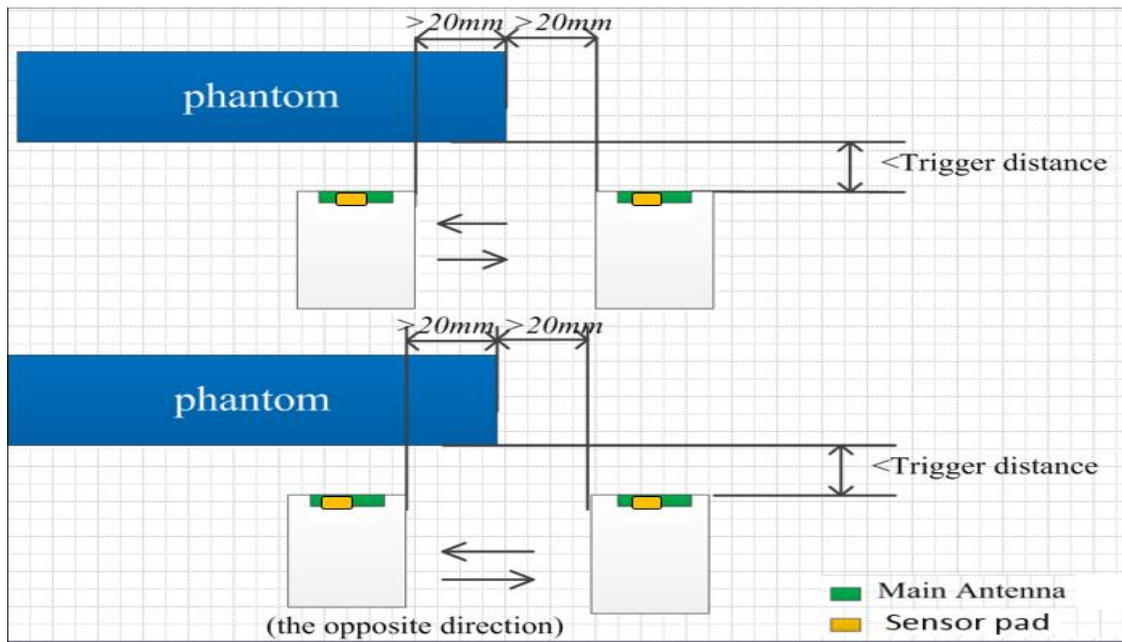 >20mm >20mm
phantom
<Trigger distance
>20mm >20mm
phantom
<Trigger distance
(the opposite direction)
Main Antenna
Sensor pad